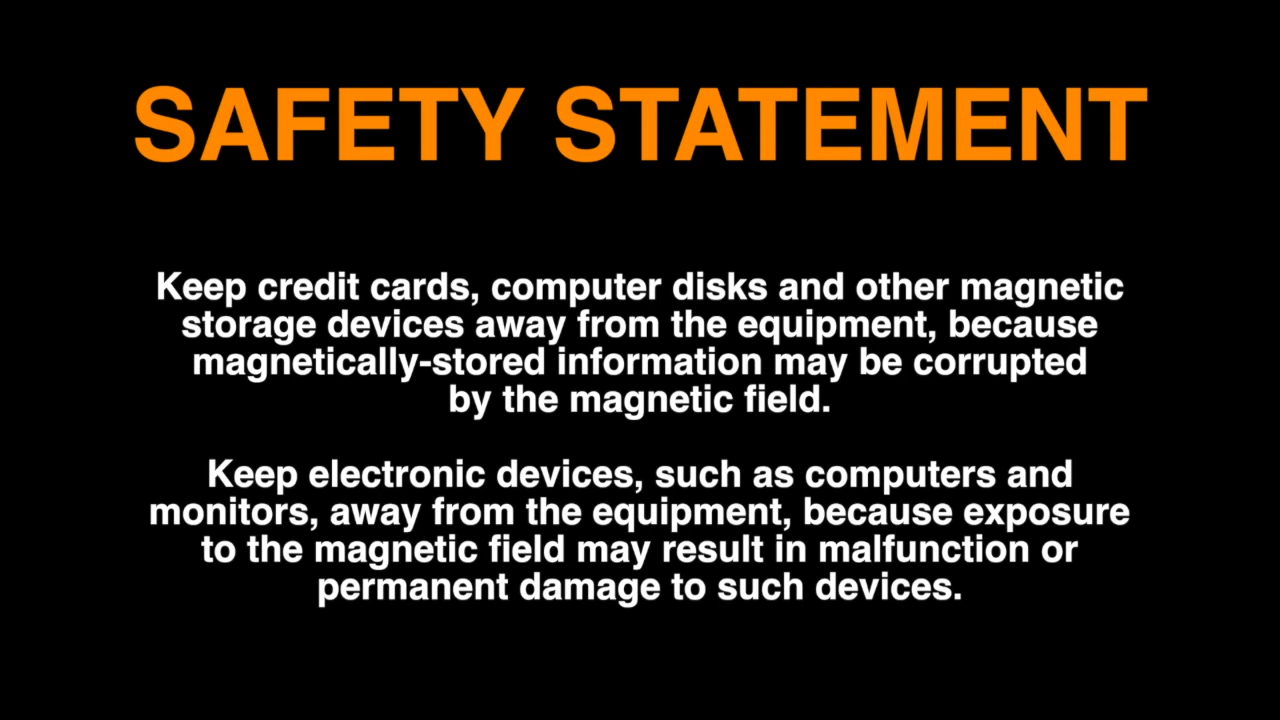 SAFETY STATEMENT
Keep credit cards, computer disks and other magnetic
storage devices away from the equipment, because
magnetically-stored information may be corrupted
by the magnetic field.
Keep electronic devices, such as computers and
monitors, away from the equipment, because exposure
to the magnetic field may result in malfunction or
permanent damage to such devices.